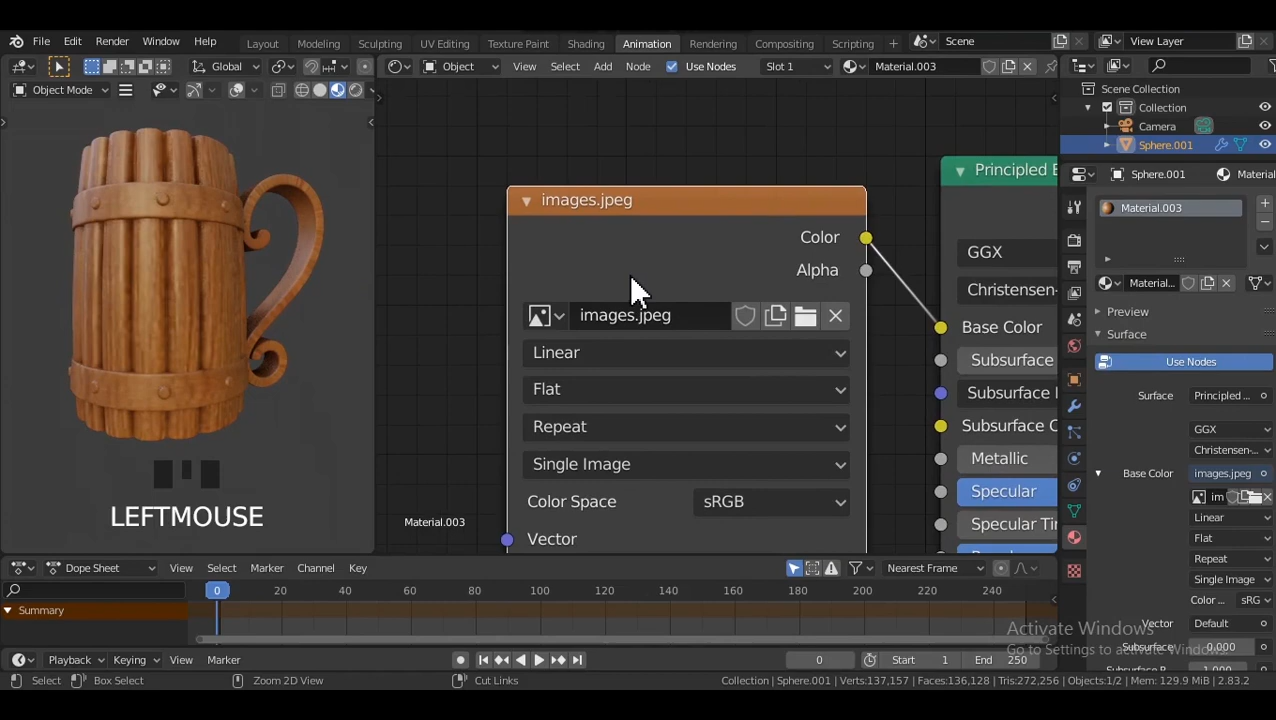 File Edit Render Window Help Layout Modeling Sculpting UV Editing Texture Paint Shading Animation Rendering Compositing Scripting + Scene View Layer
Global Object View Select Add Node Use Nodes Slot 1 Material.003
Object Mode
Scene Collection
Collection
Camera
Sphere.001
Sphere.001 Material
Material.003
Material...
Preview
Surface
Use Nodes
Surface Principled ...
GGX
Christensen-...
Base Color images.jpeg
im
Linear
Flat
Repeat
Single Image
Color ... sRG
Vector Default
Subsurface 0.000
Subsurface R.. 1.000
images.jpeg
Color
Alpha
images.jpeg
Linear
Flat
Repeat
Single Image
Color Space sRGB
Vector
Material.003
Principled B
GGX
Christensen-
Base Color
Subsurface
Subsurface
Subsurface C
Metallic
Specular
Specular Tin
LEFTMOUSE
Dope Sheet View Select Marker Channel Key Nearest Frame
0 20 40 60 80 100 120 140 160 180 200 220 240
Summary
Activate Windows
Go to Settings to activate Windows.
Playback Keying View Marker 0 Start 1 End 250
Select Box Select Zoom 2D View Cut Links Collection | Sphere.001 | Verts:137,157 | Faces:136,128 | Tris:272,256 | Objects:1/2 | Mem: 129.9 MiB | 2.83.2